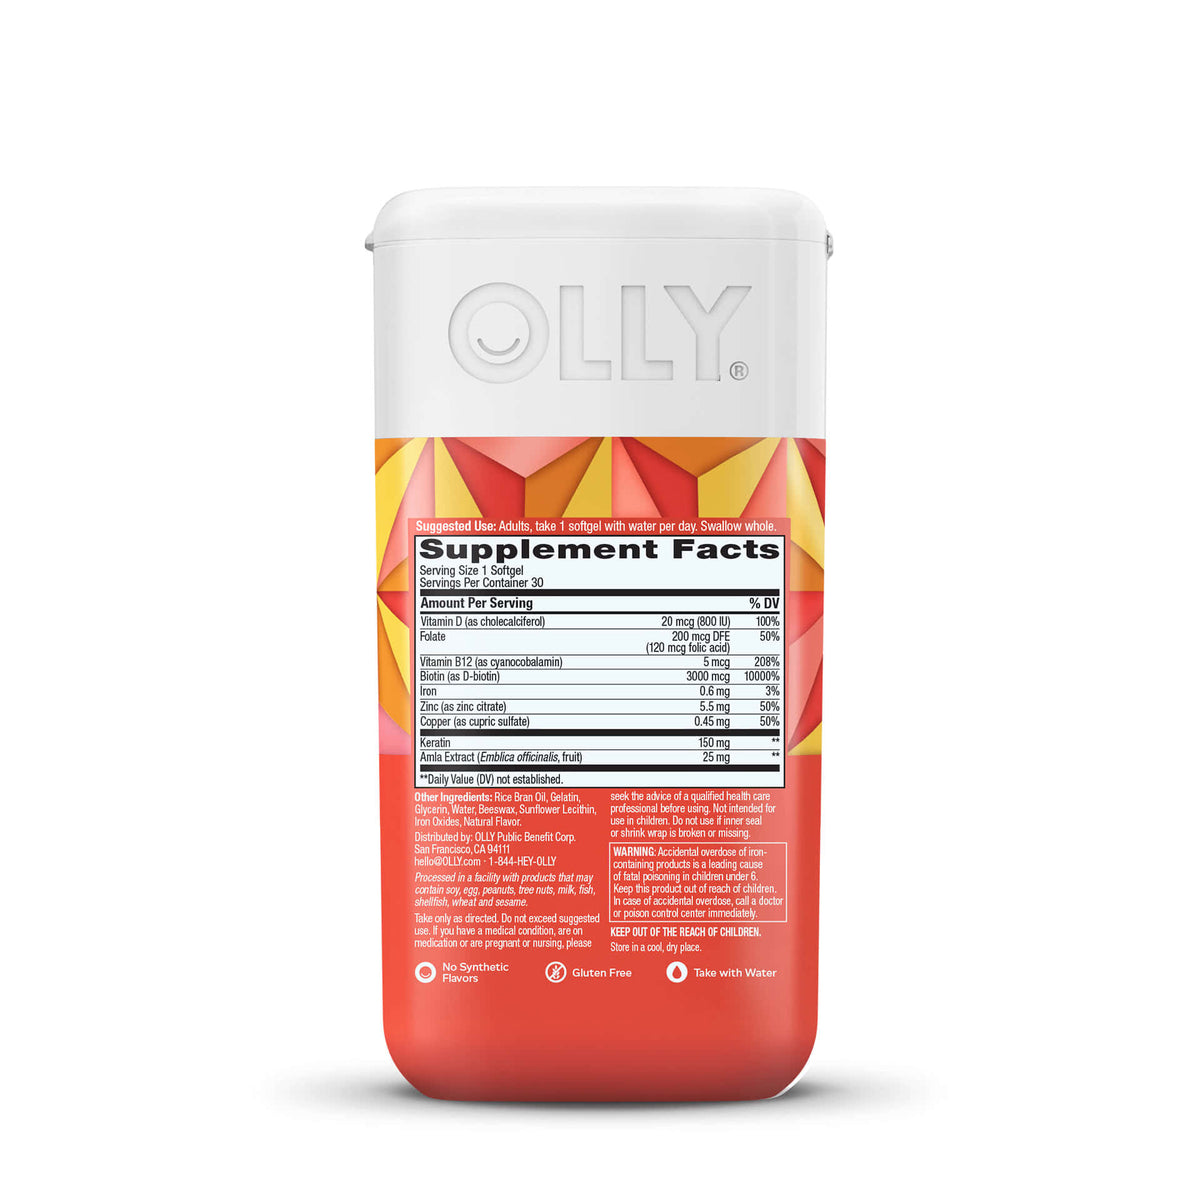 OLLY®
Suggested Use: Adults, take 1 softgel with water per day. Swallow whole.
Supplement Facts
Serving Size 1 Softgel
Servings Per Container 30
Amount Per Serving % DV
Vitamin D (as cholecalciferol) 20 mcg (800 IU) 100%
Folate 200 mcg DFE 50%
(120 mcg folic acid)
Vitamin B12 (as cyanocobalamin) 5 mcg 208%
Biotin (as D-biotin) 3000 mcg 10000%
Iron 0.6 mg 3%
Zinc (as zinc citrate) 5.5 mg 50%
Copper (as cupric sulfate) 0.45 mg 50%
Keratin 150 mg **
Amla Extract (Emblica officinalis, fruit) 25 mg **
**Daily Value (DV) not established.
Other Ingredients: Rice Bran Oil, Gelatin,
Glycerin, Water, Beeswax, Sunflower Lecithin,
Iron Oxides, Natural Flavor.
Distributed by: OLLY Public Benefit Corp.
San Francisco, CA 94111
hello@OLLY.com · 1-844-HEY-OLLY
Processed in a facility with products that may
contain soy, egg, peanuts, tree nuts, milk, fish,
shellfish, wheat and sesame.
Take only as directed. Do not exceed suggested
use. If you have a medical condition, are on
medication or are pregnant or nursing, please
seek the advice of a qualified health care
professional before using. Not intended for
use in children. Do not use if inner seal
or shrink wrap is broken or missing.
WARNING: Accidental overdose of iron-
containing products is a leading cause
of fatal poisoning in children under 6.
Keep this product out of reach of children.
In case of accidental overdose, call a doctor
or poison control center immediately.
KEEP OUT OF THE REACH OF CHILDREN.
Store in a cool, dry place.
No Synthetic
Flavors
Gluten Free
Take with Water